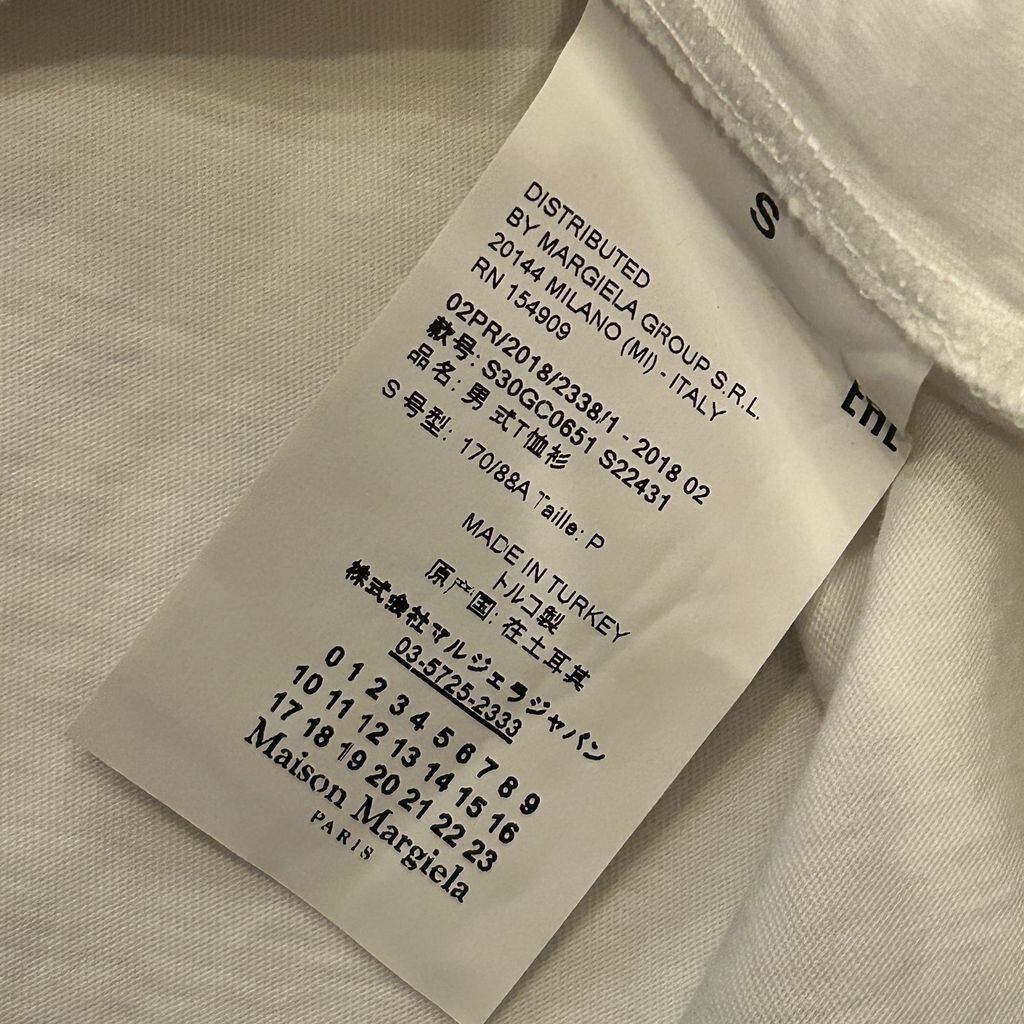 S
DISTRIBUTED
BY MARGIELA GROUP S.R.L.
20144 MILANO (MI) - ITALY
RN 154909
02PR/2018/2338/1 - 2018 02
款号: S30GC0651 S22431
品名: 男式T恤衫
S 号型: 170/88A Taille: P
MADE IN TURKEY
トルコ製
原产国: 在土耳其
株式会社マルジェラジャパン
03-5725-2333
0 1 2 3 4 5 6 7 8 9
10 11 12 13 14 15 16
17 18 19 20 21 22 23
Maison Margiela
PARIS